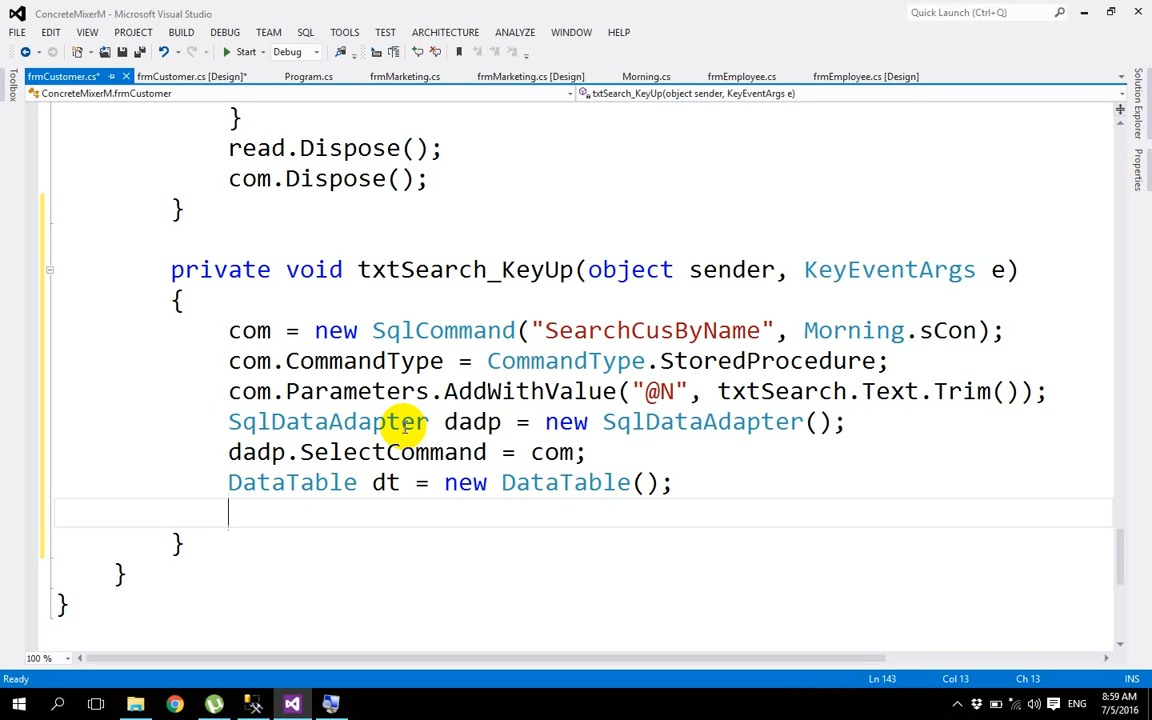 ConcreteMixerM - Microsoft Visual Studio
Quick Launch (Ctrl+Q)
FILE EDIT VIEW PROJECT BUILD DEBUG TEAM SQL TOOLS TEST ARCHITECTURE ANALYZE WINDOW HELP
Start Debug
frmCustomer.cs* frmCustomer.cs [Design]* Program.cs frmMarketing.cs frmMarketing.cs [Design] Morning.cs frmEmployee.cs frmEmployee.cs [Design]
ConcreteMixerM.frmCustomer txtSearch_KeyUp(object sender, KeyEventArgs e)
Toolbox
Solution Explorer
Properties
}
read.Dispose();
com.Dispose();
}
private void txtSearch_KeyUp(object sender, KeyEventArgs e)
{
com = new SqlCommand("SearchCusByName", Morning.sCon);
com.CommandType = CommandType.StoredProcedure;
com.Parameters.AddWithValue("@N", txtSearch.Text.Trim());
SqlDataAdapter dadp = new SqlDataAdapter();
dadp.SelectCommand = com;
DataTable dt = new DataTable();
}
}
}
100 %
Ready Ln 143 Col 13 Ch 13 INS
ENG 8:59 AM
7/5/2016